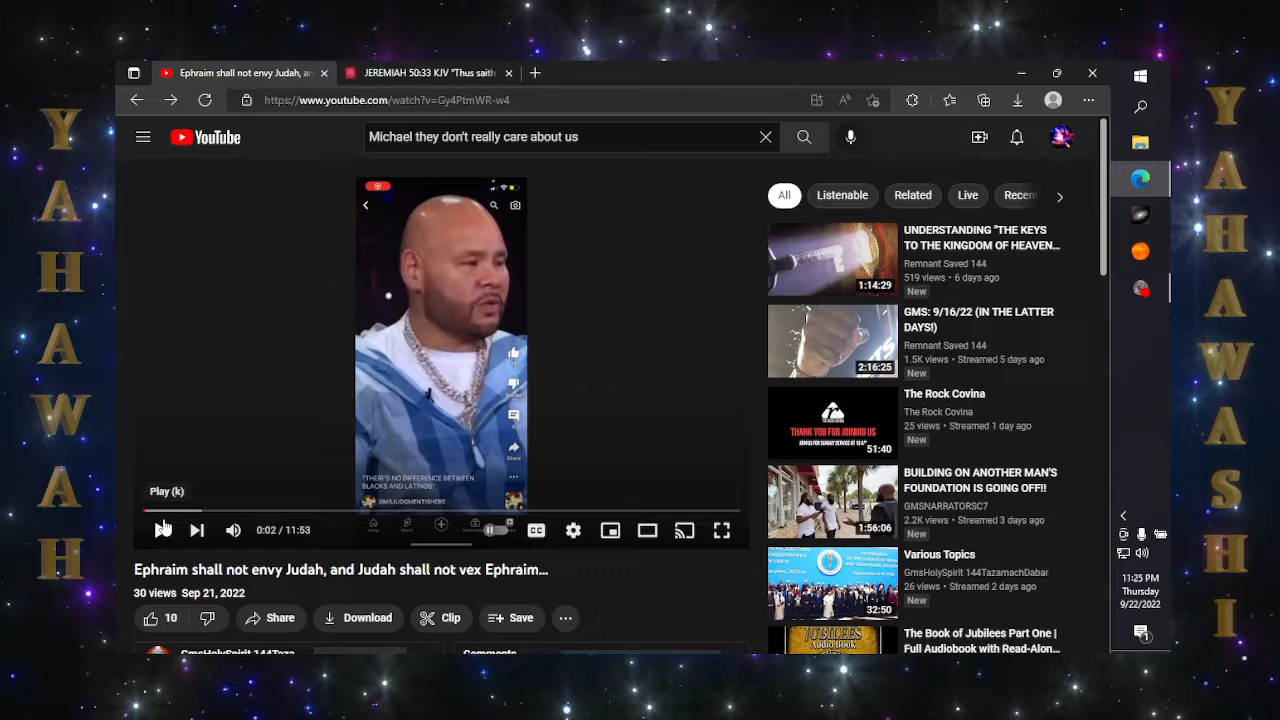 YAHAWAH
Ephraim shall not envy Judah, an
JEREMIAH 50:33 KJV "Thus saith
https://www.youtube.com/watch?v=Gy4PtmWR-w4
YouTube
Michael they don't really care about us
"THEIR'S NO DIFFERENCE BETWEEN
BLACKS AND LATINOS"
GMSJUDGMENTISHERE
Share
Play (k)
0:02 / 11:53
CC
Ephraim shall not envy Judah, and Judah shall not vex Ephraim...
30 views Sep 21, 2022
10
Share
Download
Clip
Save
GmsHolySpirit 144Taza
Comments
All
Listenable
Related
Live
Recen
UNDERSTANDING "THE KEYS
TO THE KINGDOM OF HEAVEN...
Remnant Saved 144
519 views • 6 days ago
New
1:14:29
GMS: 9/16/22 (IN THE LATTER
DAYS!)
Remnant Saved 144
1.5K views • Streamed 5 days ago
New
2:16:25
The Rock Covina
The Rock Covina
25 views • Streamed 1 day ago
New
THANK YOU FOR JOINING US
51:40
BUILDING ON ANOTHER MAN'S
FOUNDATION IS GOING OFF!!
GMSNARRATORSC7
2.2K views • Streamed 3 days ago
New
1:56:06
Various Topics
GmsHolySpirit 144TazamachDabar
26 views • Streamed 2 days ago
New
32:50
The Book of Jubilees Part One |
Full Audiobook with Read-Alon...
JUBILEES
11:25 PM
Thursday
9/22/2022
1
YAHAWASHI